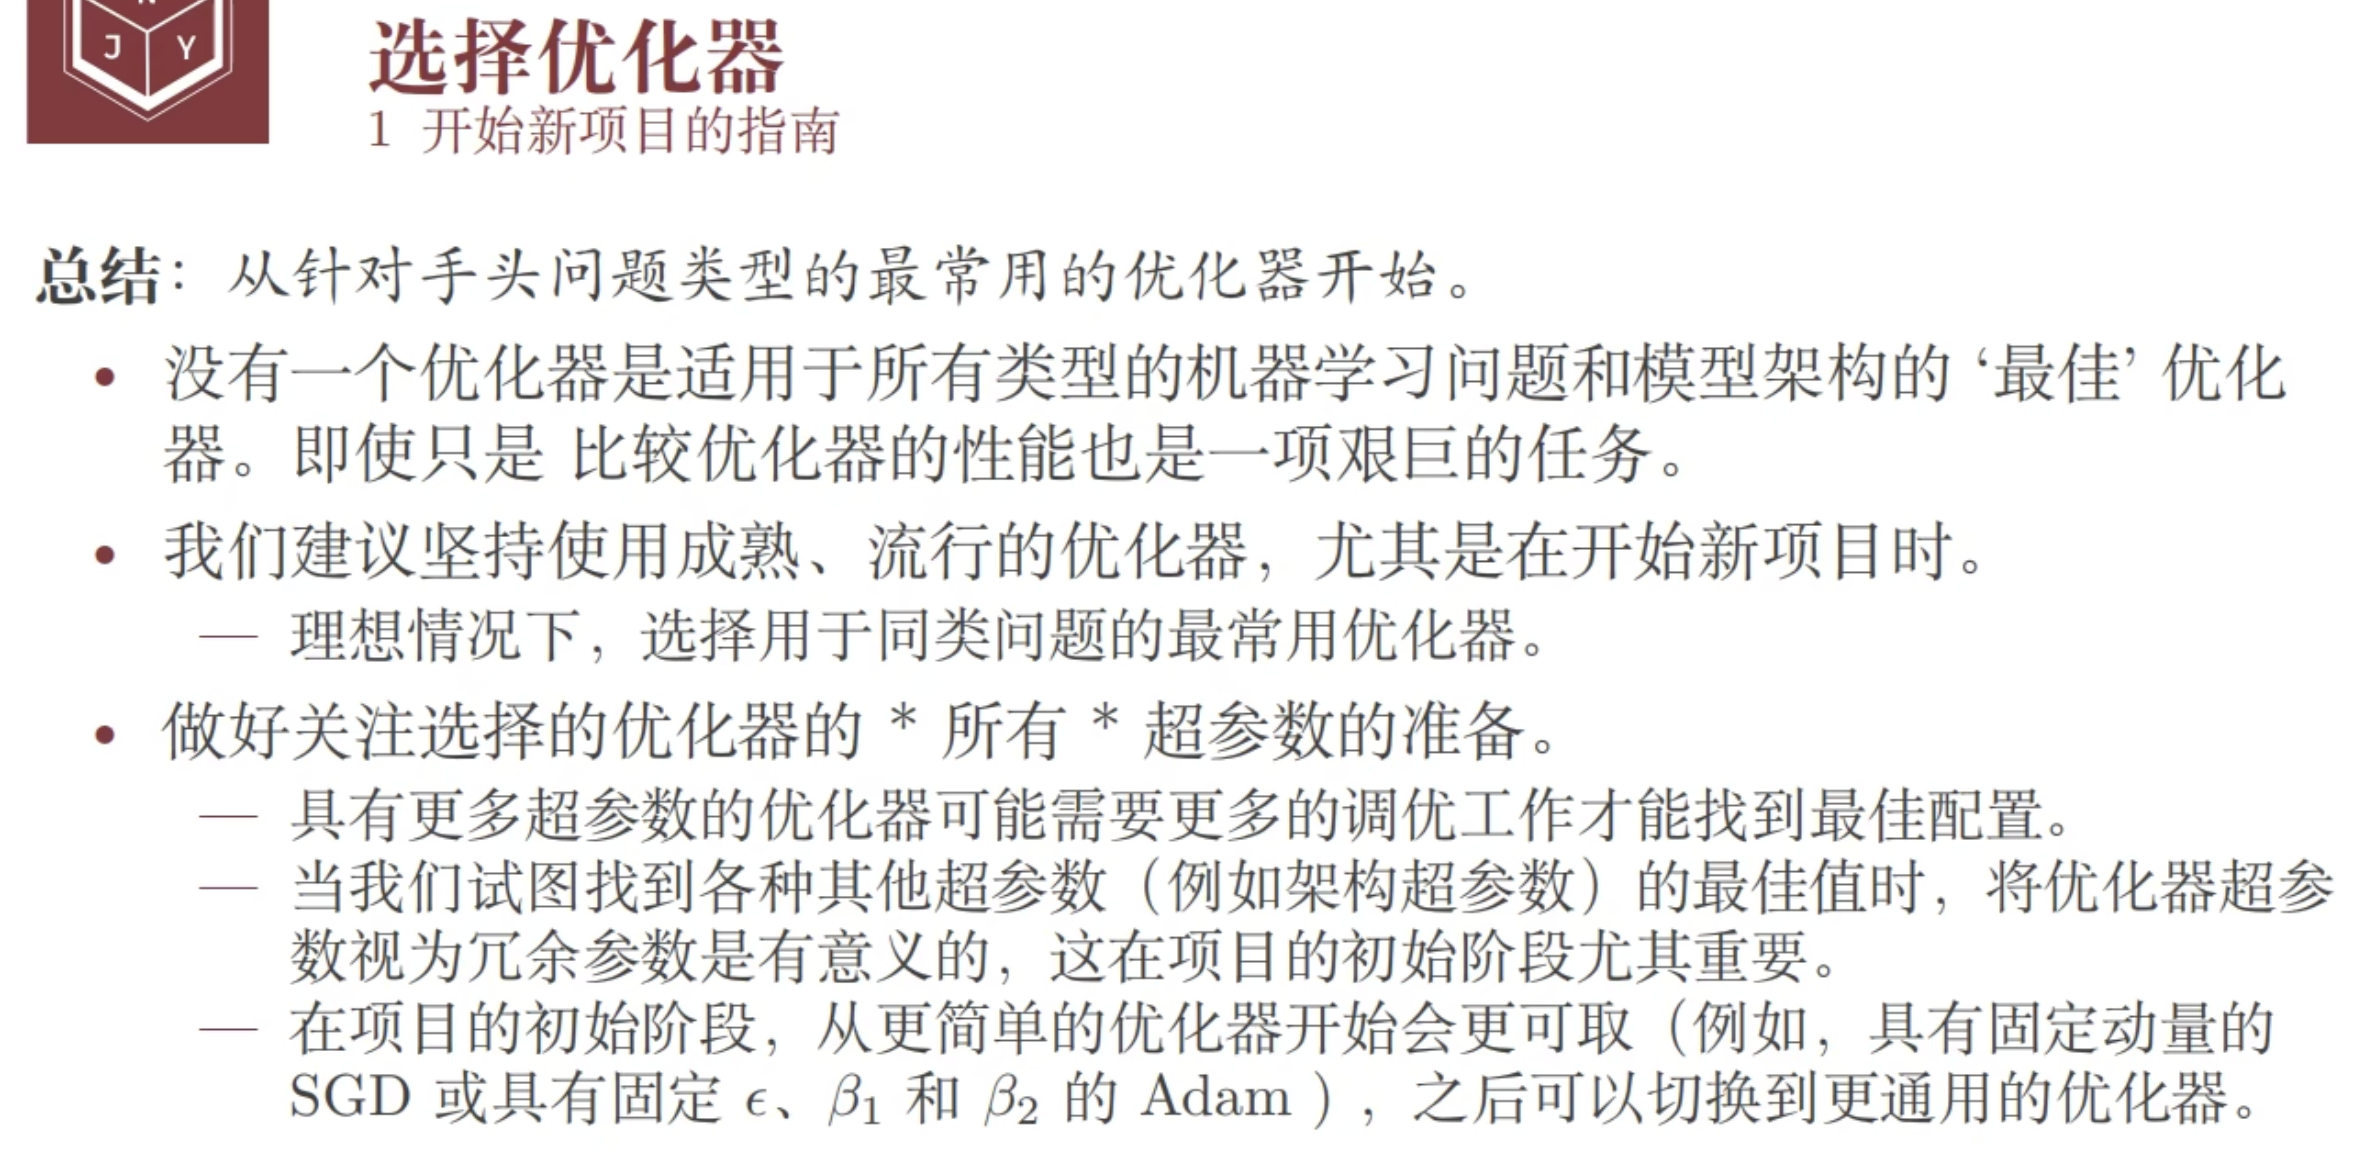 J Y
选择优化器
1 开始新项目的指南
总结：从针对手头问题类型的最常用的优化器开始。
• 没有一个优化器是适用于所有类型的机器学习问题和模型架构的 ‘最佳’ 优化
器。即使只是 比较优化器的性能也是一项艰巨的任务。
• 我们建议坚持使用成熟、流行的优化器，尤其是在开始新项目时。
— 理想情况下，选择用于同类问题的最常用优化器。
• 做好关注选择的优化器的 * 所有 * 超参数的准备。
— 具有更多超参数的优化器可能需要更多的调优工作才能找到最佳配置。
— 当我们试图找到各种其他超参数（例如架构超参数）的最佳值时，将优化器超参
数视为冗余参数是有意义的，这在项目的初始阶段尤其重要。
— 在项目的初始阶段，从更简单的优化器开始会更可取（例如，具有固定动量的
SGD 或具有固定 ϵ、β₁ 和 β₂ 的 Adam ），之后可以切换到更通用的优化器。